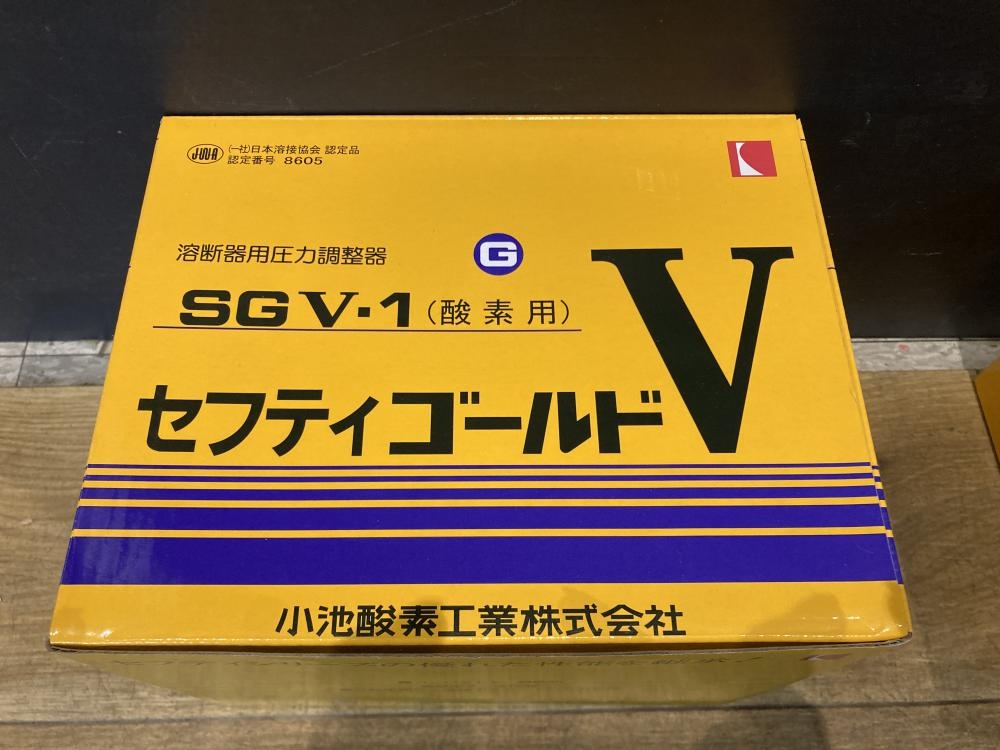 JWA (一社)日本溶接協会 認定品
認定番号 8605
溶断器用圧力調整器
G
SG V・1 (酸素用)
セフティゴールドV
小池酸素工業株式会社